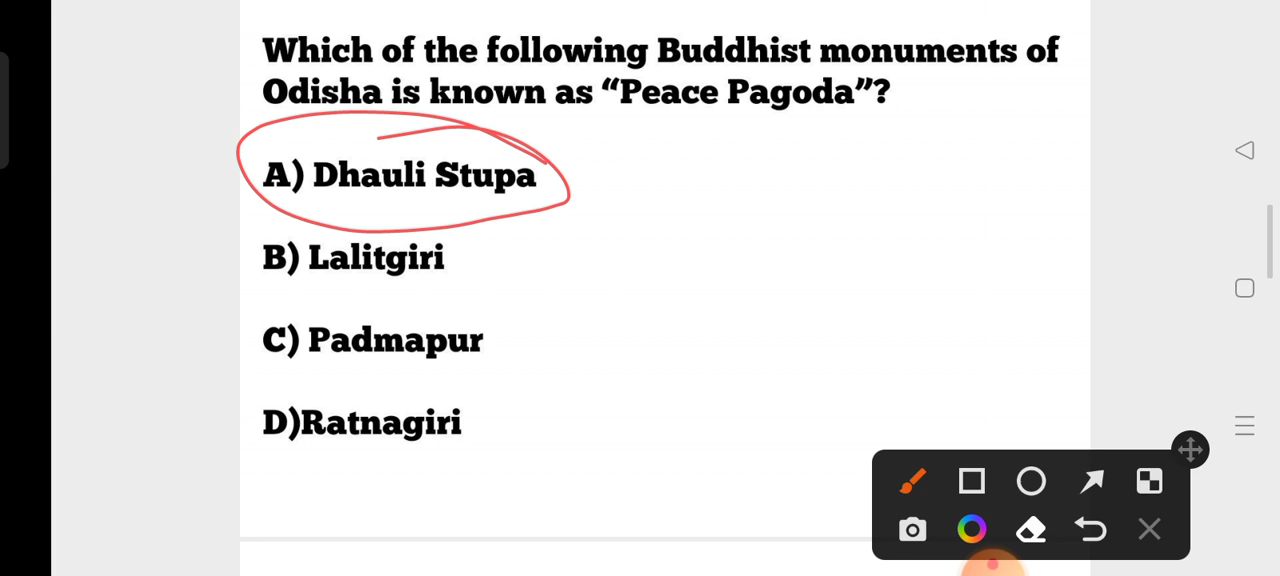 Which of the following Buddhist monuments of
Odisha is known as “Peace Pagoda”?
A) Dhauli Stupa
B) Lalitgiri
C) Padmapur
D)Ratnagiri